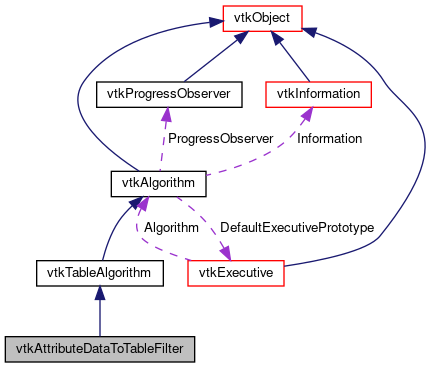 vtkObject
vtkProgressObserver
vtkInformation
ProgressObserver
Information
vtkAlgorithm
Algorithm
DefaultExecutivePrototype
vtkTableAlgorithm
vtkExecutive
vtkAttributeDataToTableFilter